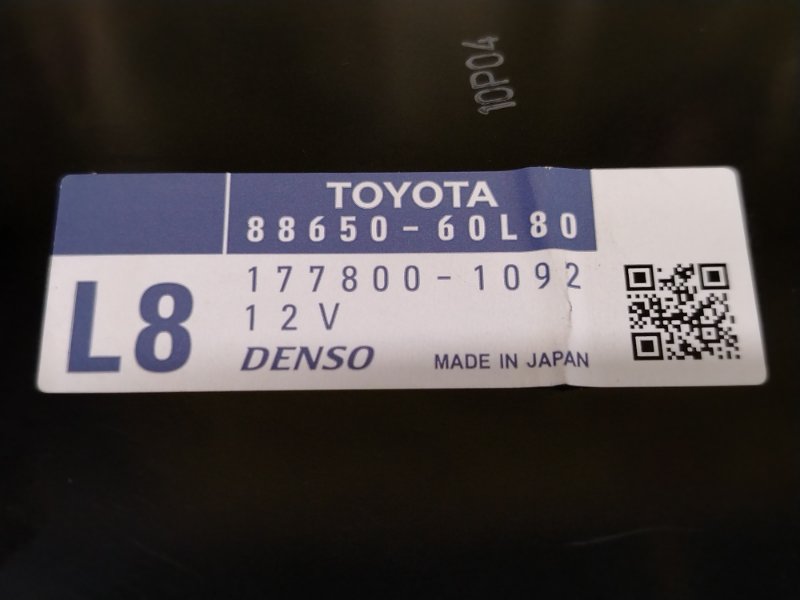 10P04
TOYOTA
88650-60L80
L8
177800-1092
12V
DENSO
MADE IN JAPAN